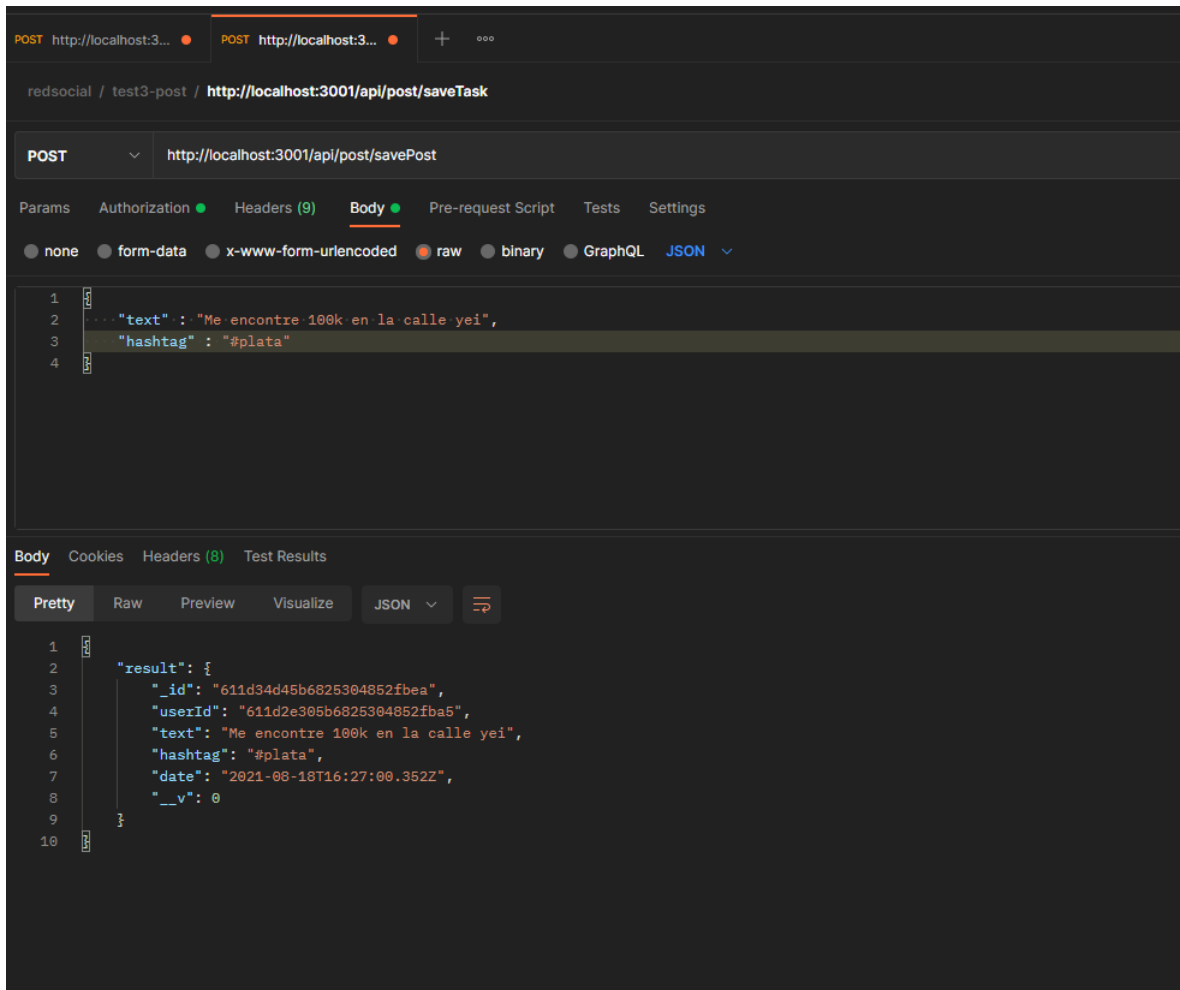 POST http://localhost:3... POST http://localhost:3...
redsocial / test3-post / http://localhost:3001/api/post/saveTask
POST http://localhost:3001/api/post/savePost
Params Authorization Headers (9) Body Pre-request Script Tests Settings
none form-data x-www-form-urlencoded raw binary GraphQL JSON
1 {
2 "text" : "Me encontre 100k en la calle yei",
3 "hashtag" : "#plata"
4 }
Body Cookies Headers (8) Test Results
Pretty Raw Preview Visualize JSON
1 {
2 "result": {
3 "_id": "611d34d45b6825304852fbea",
4 "userId": "611d2e305b6825304852fba5",
5 "text": "Me encontre 100k en la calle yei",
6 "hashtag": "#plata",
7 "date": "2021-08-18T16:27:00.352Z",
8 "__v": 0
9 }
10 }